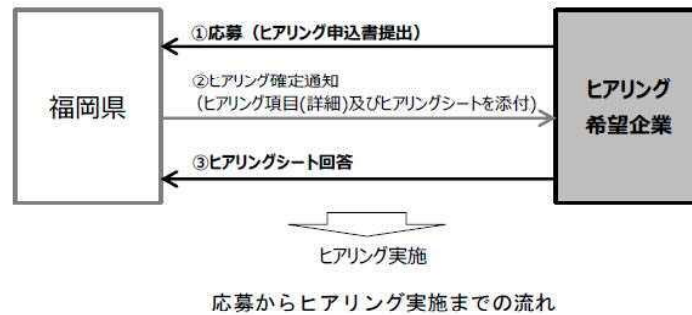 ①応募（ヒアリング申込書提出）
②ヒアリング確定通知
（ヒアリング項目(詳細)及びヒアリングシートを添付）
福岡県
ヒアリング
希望企業
③ヒアリングシート回答
ヒアリング実施
応募からヒアリング実施までの流れ